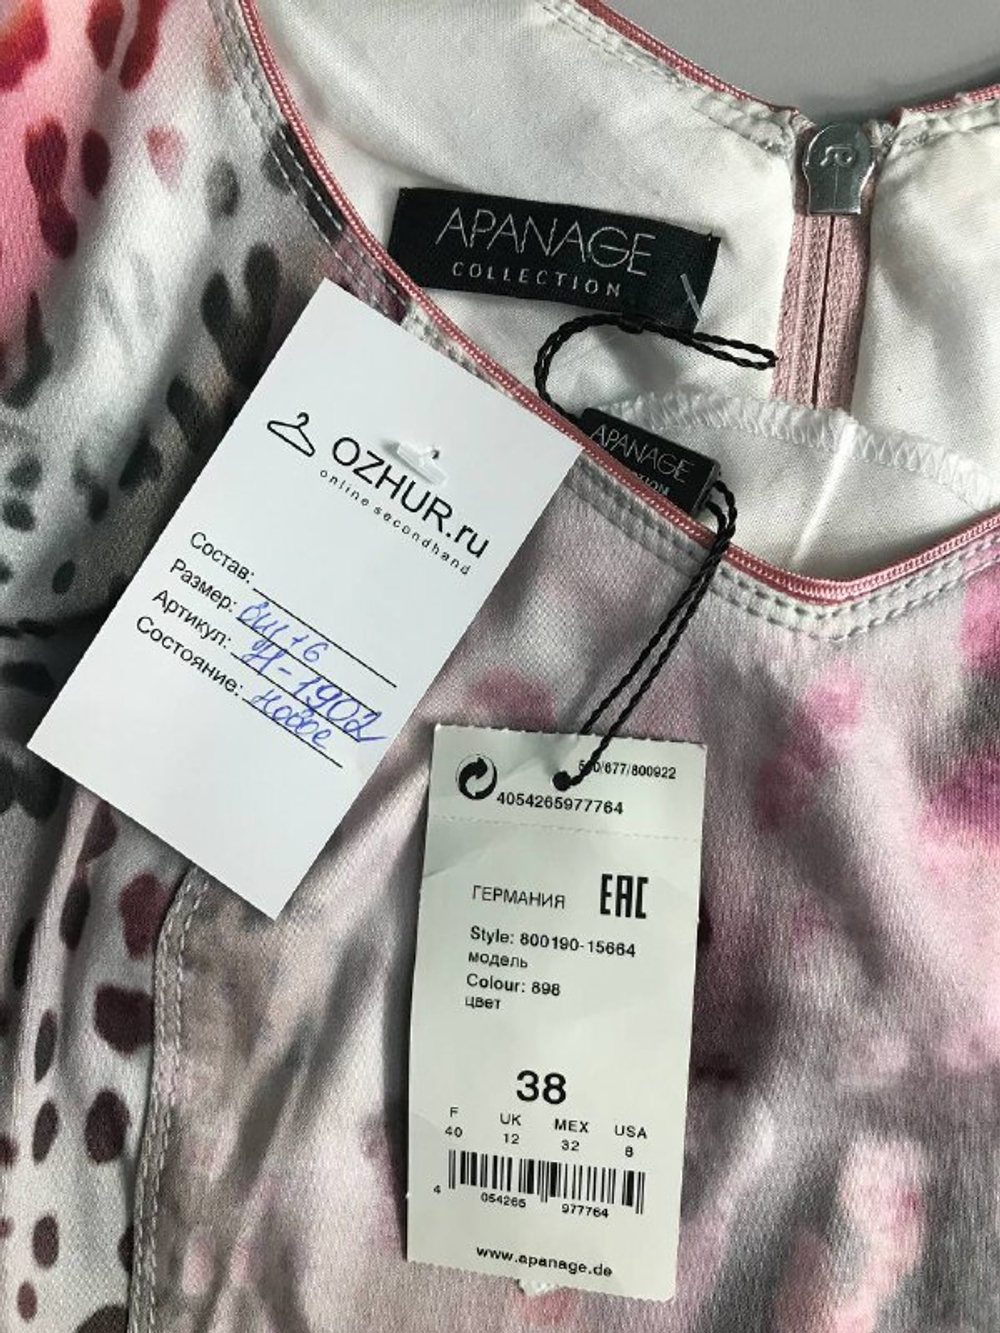 APANAGE
COLLECTION
APANAGE
OZHUR.ru
online secondhand
Состав:
Размер:
Артикул: Н-1902
Состояние: новое
/677/800922
4054265977764
ГЕРМАНИЯ EAC
Style: 800190-15664
модель
Colour: 898
цвет
38
F UK MEX USA
40 12 32 8
4 054265 977764
www.apanage.de